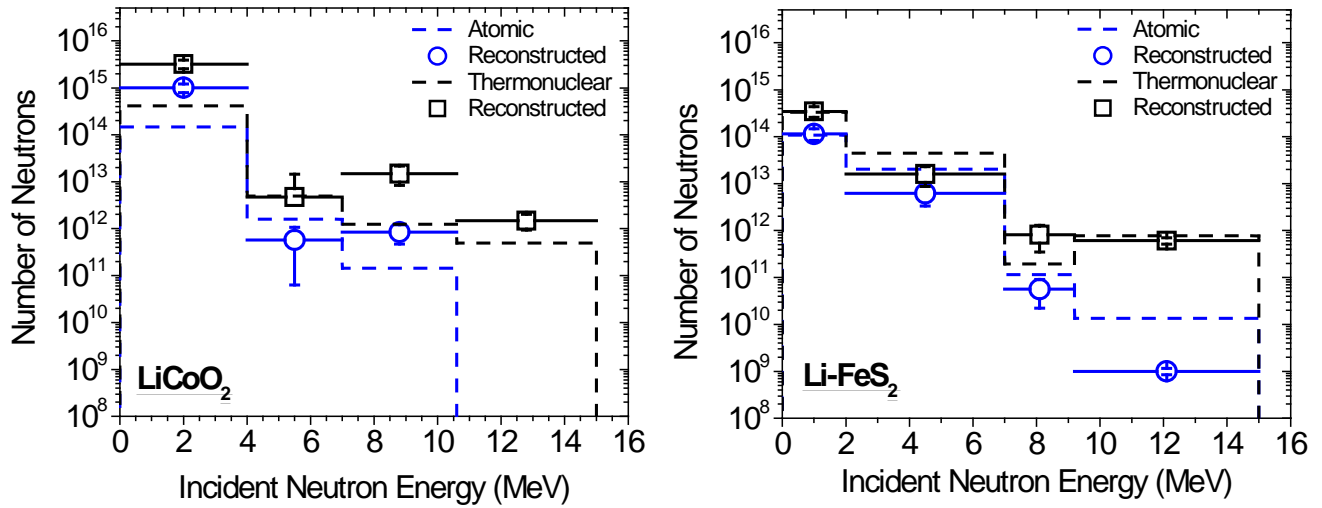 Number of Neutrons
10^16
10^15
10^14
10^13
10^12
10^11
10^10
10^9
10^8
Atomic
Reconstructed
Thermonuclear
Reconstructed
LiCoO2
0 2 4 6 8 10 12 14 16
Incident Neutron Energy (MeV)
Number of Neutrons
10^16
10^15
10^14
10^13
10^12
10^11
10^10
10^9
10^8
Atomic
Reconstructed
Thermonuclear
Reconstructed
Li-FeS2
0 2 4 6 8 10 12 14 16
Incident Neutron Energy (MeV)